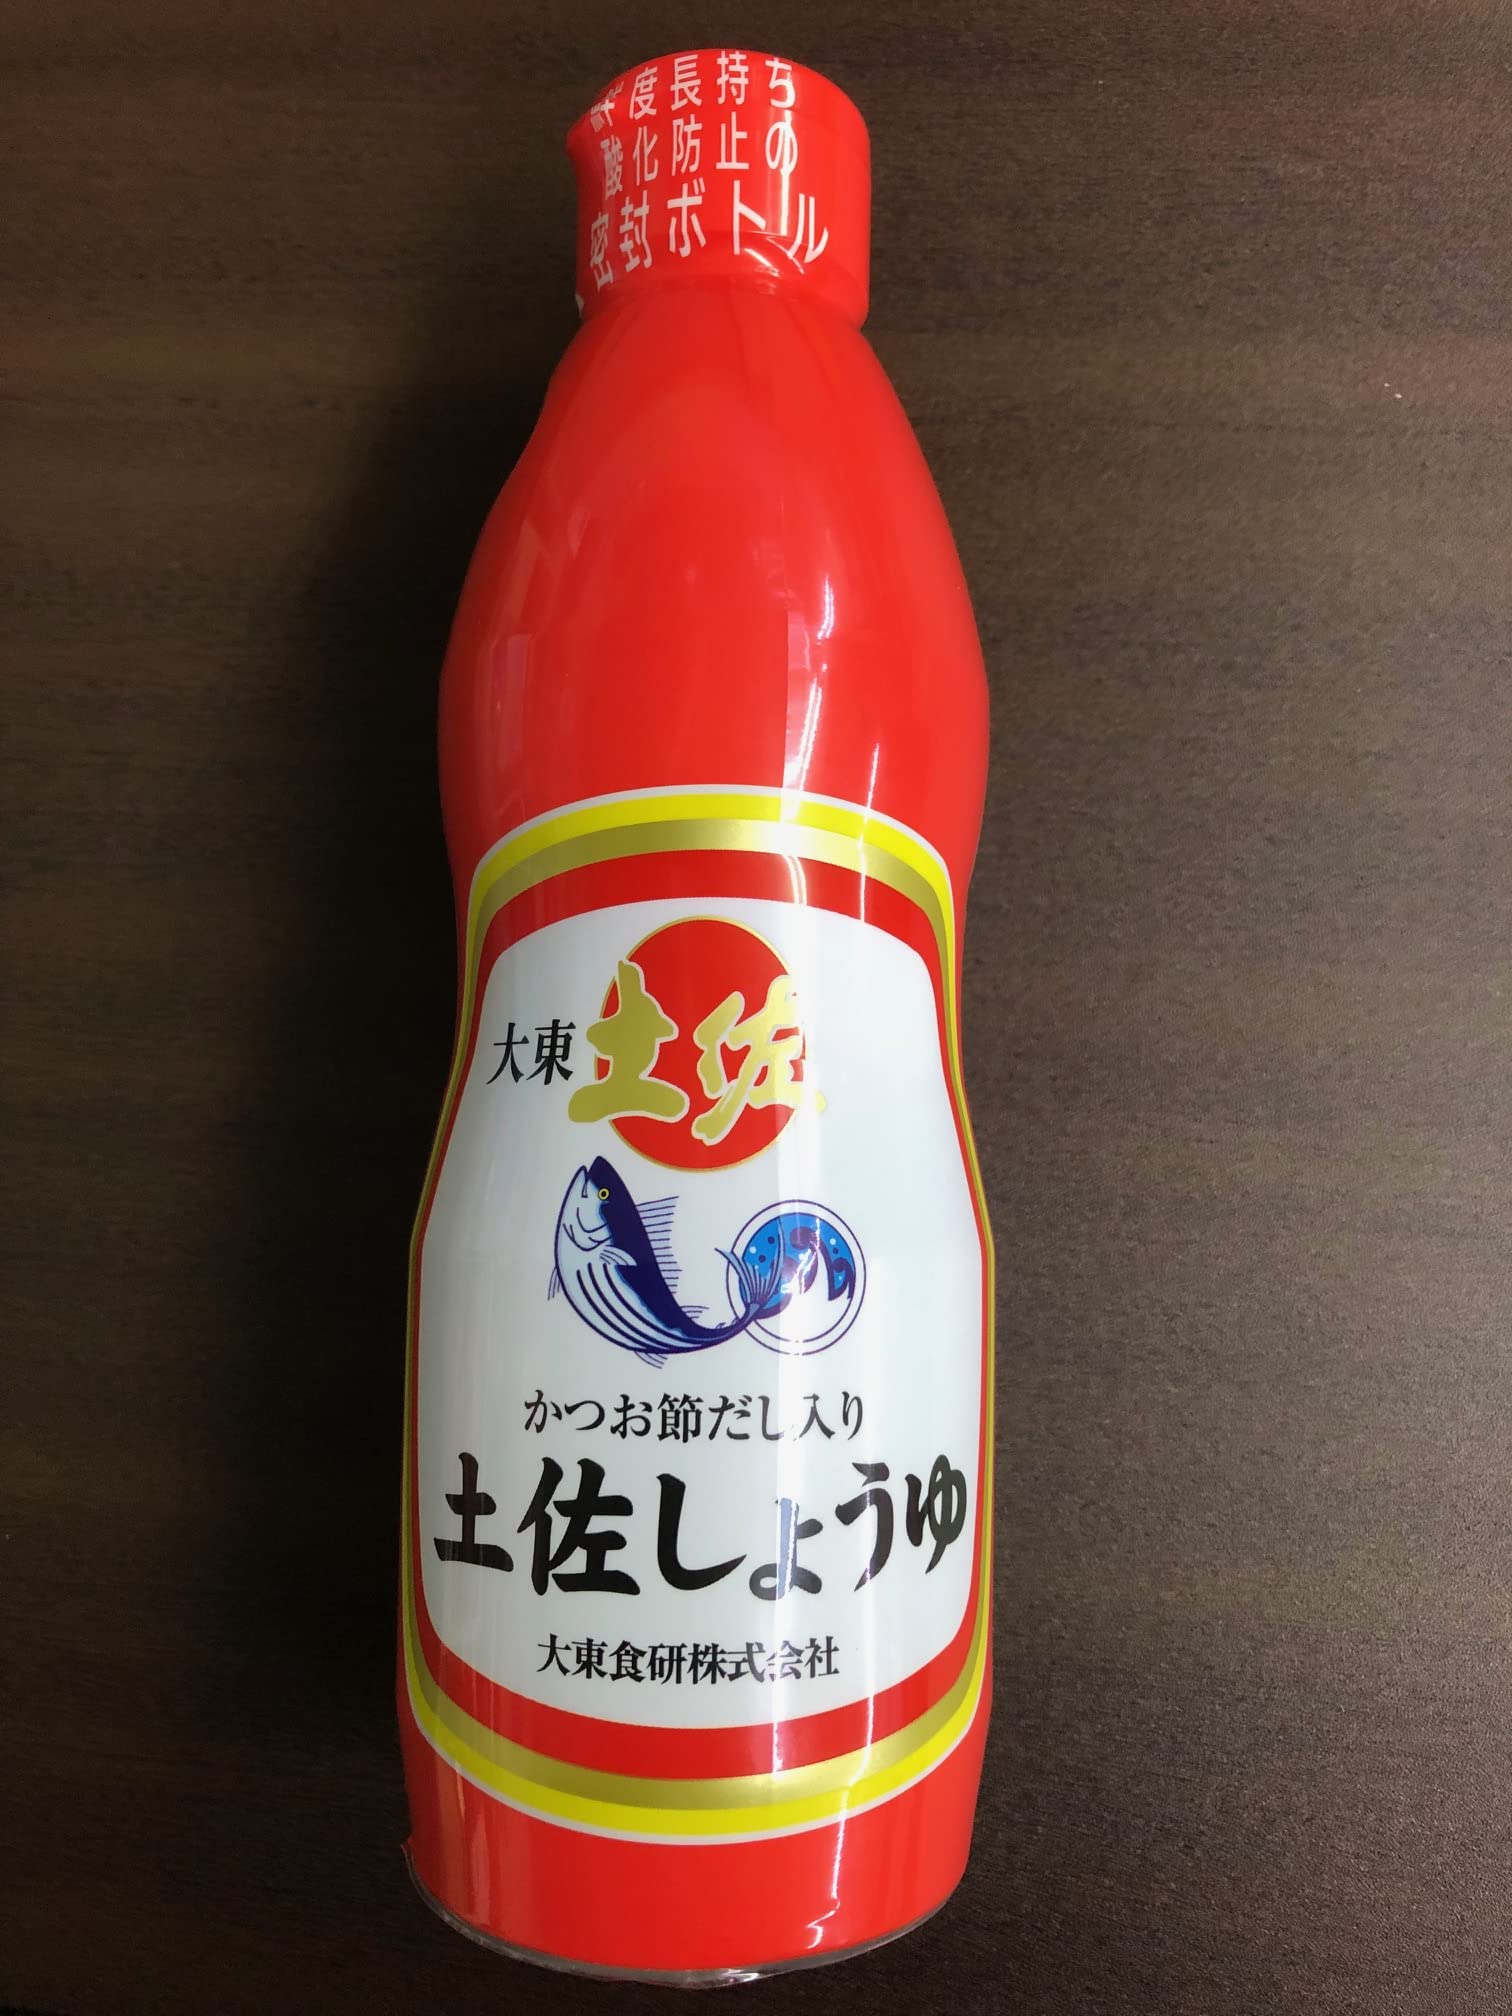 鮮度長持ち
酸化防止の
密封ボトル
大東 土佐
かつお節だし入り
土佐しょうゆ
大東食研株式会社